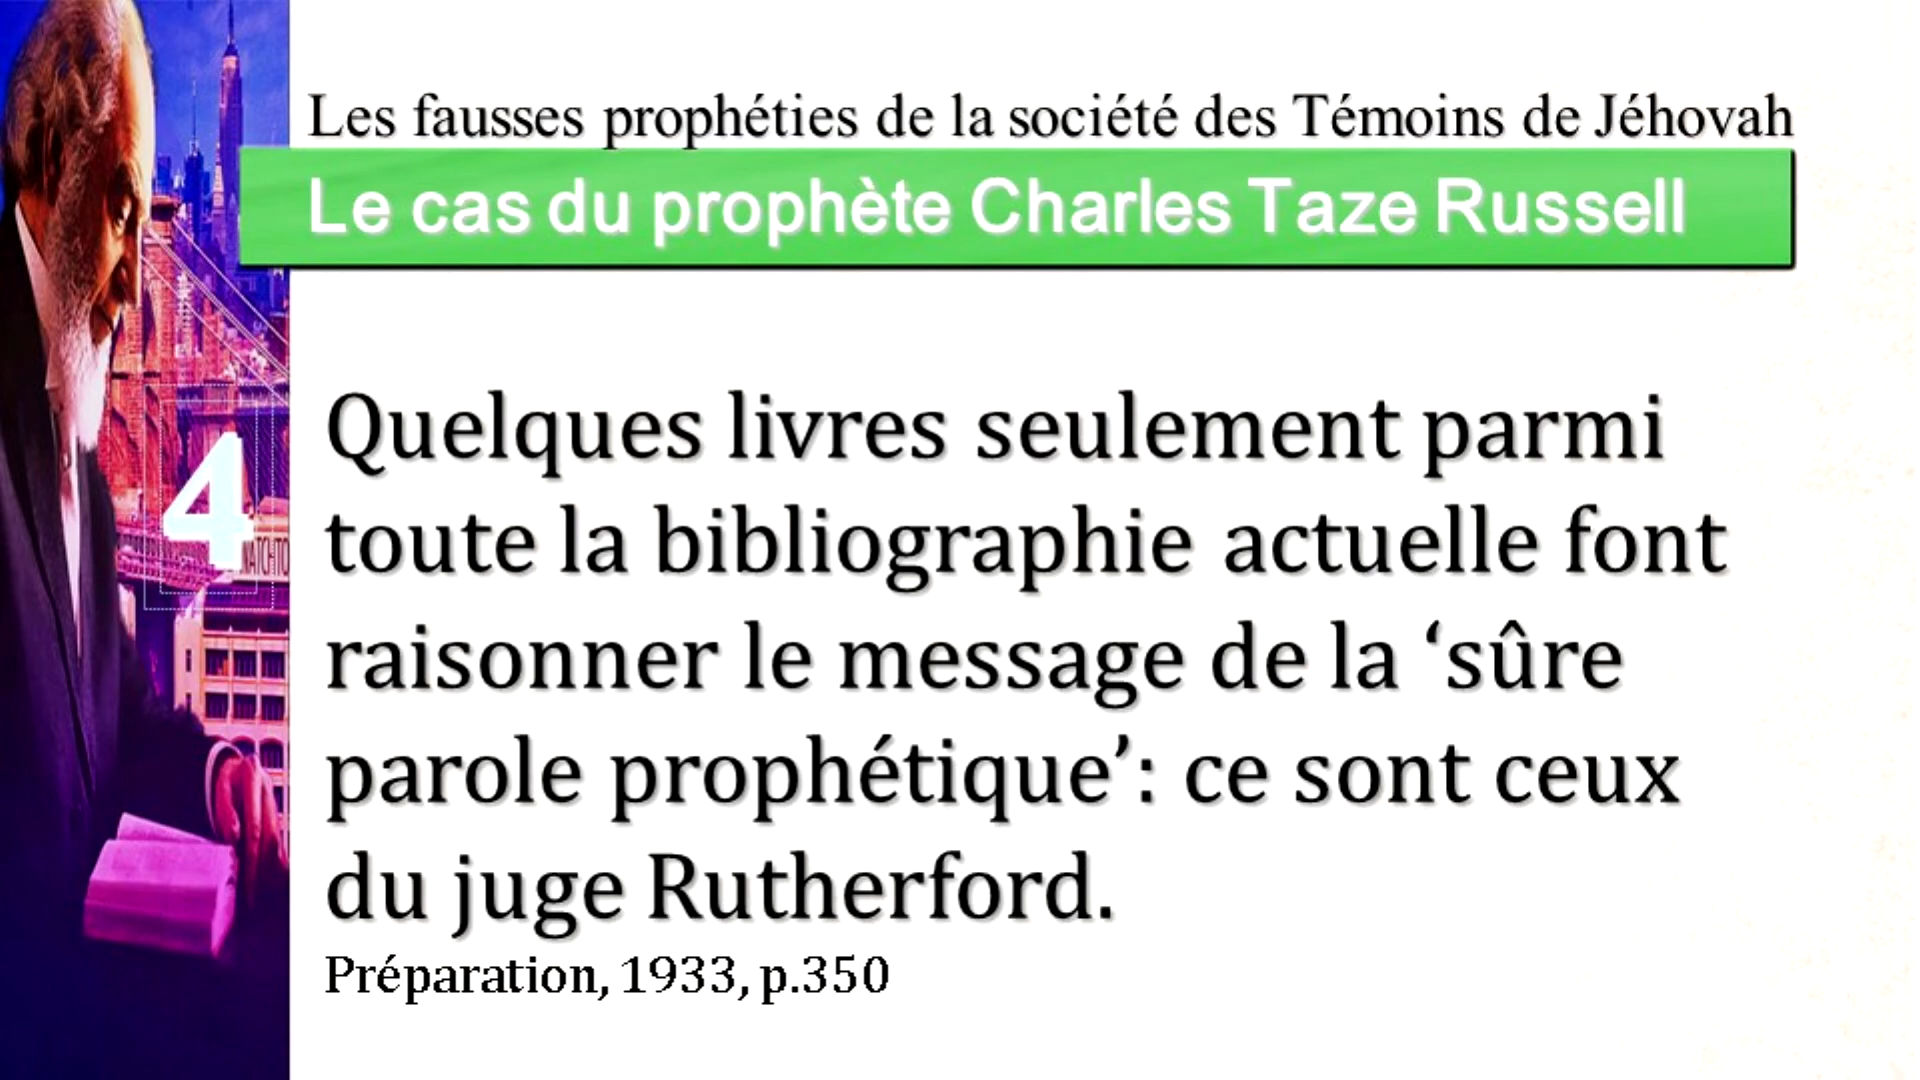 Les fausses prophéties de la société des Témoins de Jéhovah
Le cas du prophète Charles Taze Russell
4
Quelques livres seulement parmi
toute la bibliographie actuelle font
raisonner le message de la ‘sûre
parole prophétique’: ce sont ceux
du juge Rutherford.
Préparation, 1933, p.350